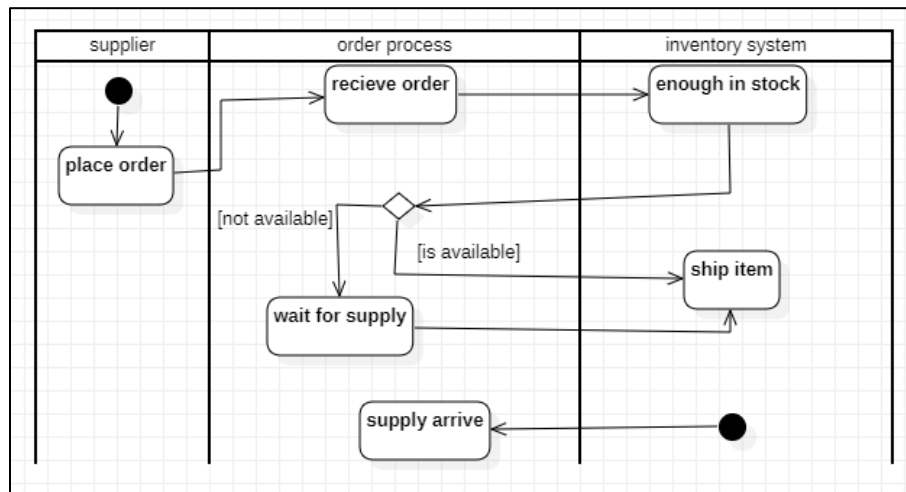 supplier
order process
inventory system
recieve order
enough in stock
place order
[not available]
[is available]
ship item
wait for supply
supply arrive